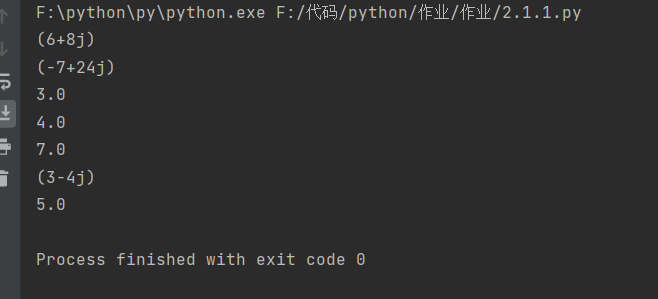 F:\python\py\python.exe F:/代码/python/作业/作业/2.1.1.py
(6+8j)
(-7+24j)
3.0
4.0
7.0
(3-4j)
5.0
Process finished with exit code 0